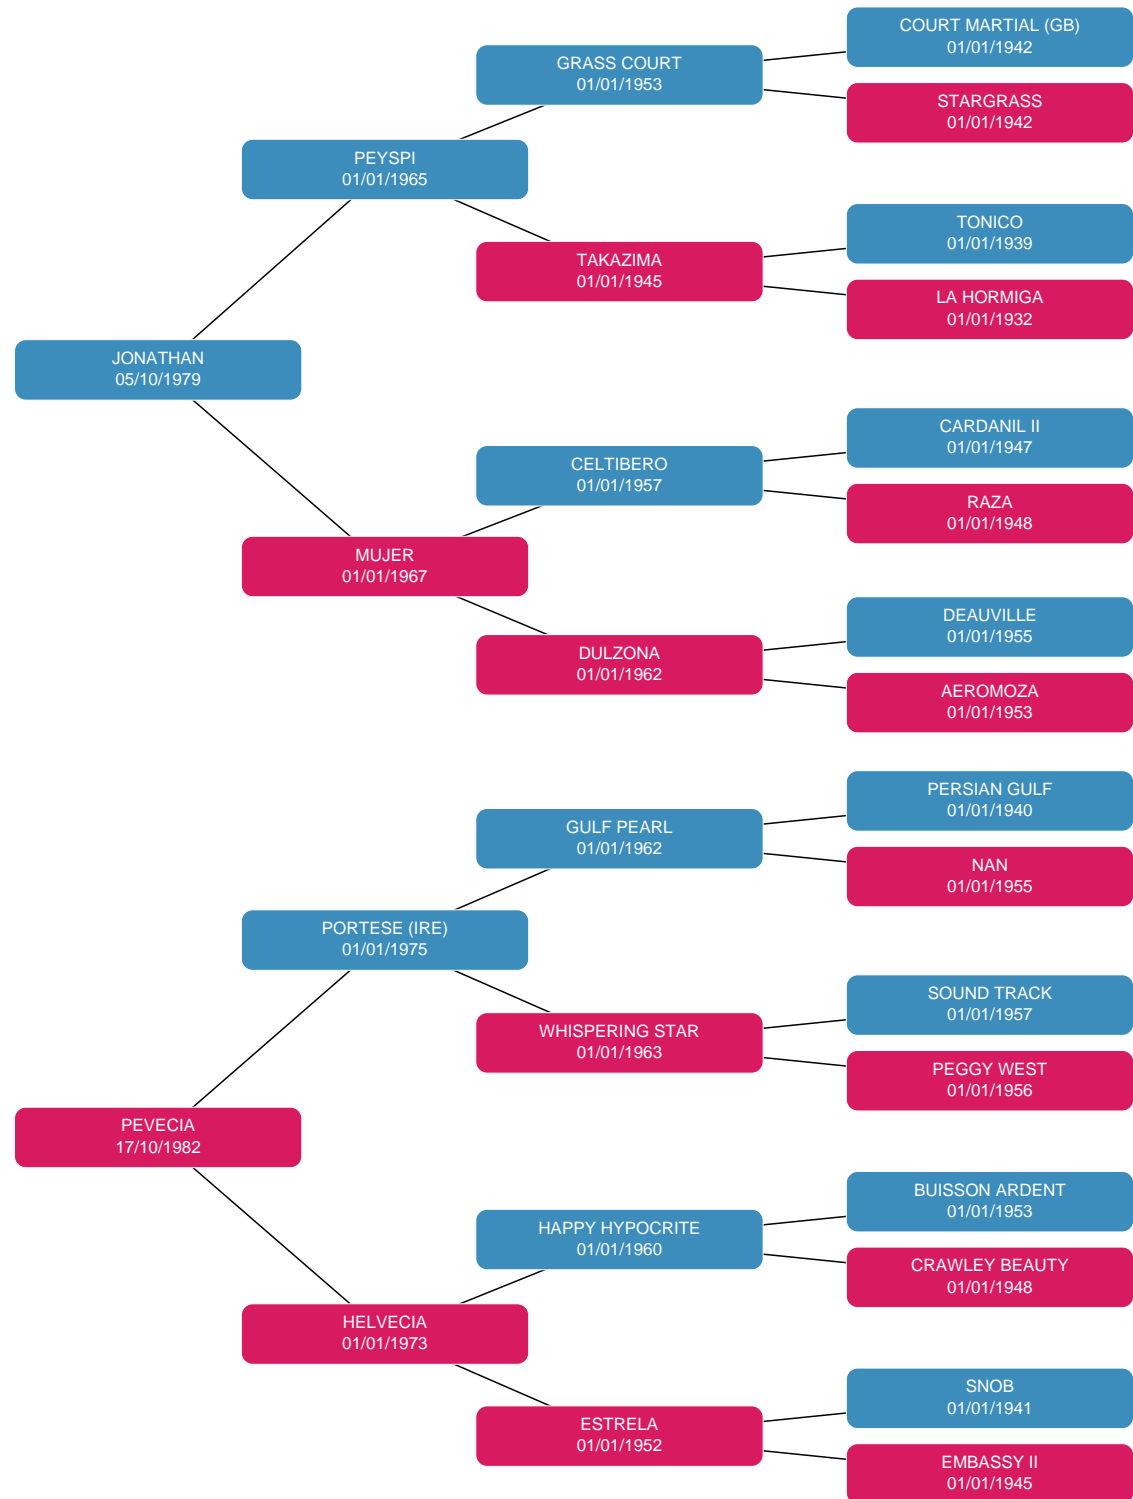 COURT MARTIAL (GB)
01/01/1942
GRASS COURT
01/01/1953
STARGRASS
01/01/1942
PEYSPI
01/01/1965
TONICO
01/01/1939
TAKAZIMA
01/01/1945
LA HORMIGA
01/01/1932
JONATHAN
05/10/1979
CARDANIL II
01/01/1947
CELTIBERO
01/01/1957
RAZA
01/01/1948
MUJER
01/01/1967
DEAUVILLE
01/01/1955
DULZONA
01/01/1962
AEROMOZA
01/01/1953
PERSIAN GULF
01/01/1940
GULF PEARL
01/01/1962
NAN
01/01/1955
PORTESE (IRE)
01/01/1975
SOUND TRACK
01/01/1957
WHISPERING STAR
01/01/1963
PEGGY WEST
01/01/1956
PEVECIA
17/10/1982
BUISSON ARDENT
01/01/1953
HAPPY HYPOCRITE
01/01/1960
CRAWLEY BEAUTY
01/01/1948
HELVECIA
01/01/1973
SNOB
01/01/1941
ESTRELA
01/01/1952
EMBASSY II
01/01/1945